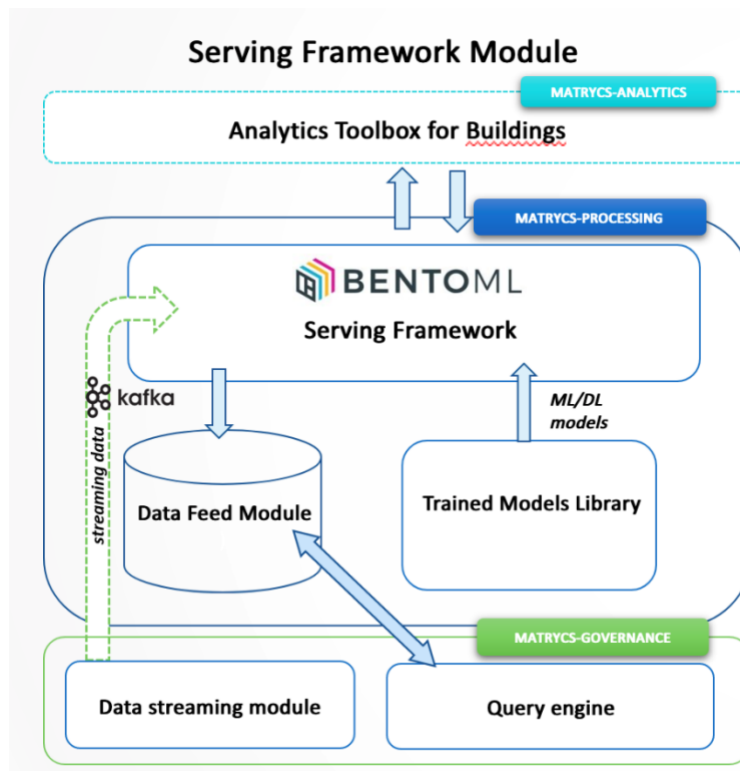 Serving Framework Module
MATRYCS-ANALYTICS
Analytics Toolbox for Buildings
MATRYCS-PROCESSING
BENTOML
Serving Framework
kafka
streaming data
ML/DL
models
Data Feed Module
Trained Models Library
MATRYCS-GOVERNANCE
Data streaming module
Query engine